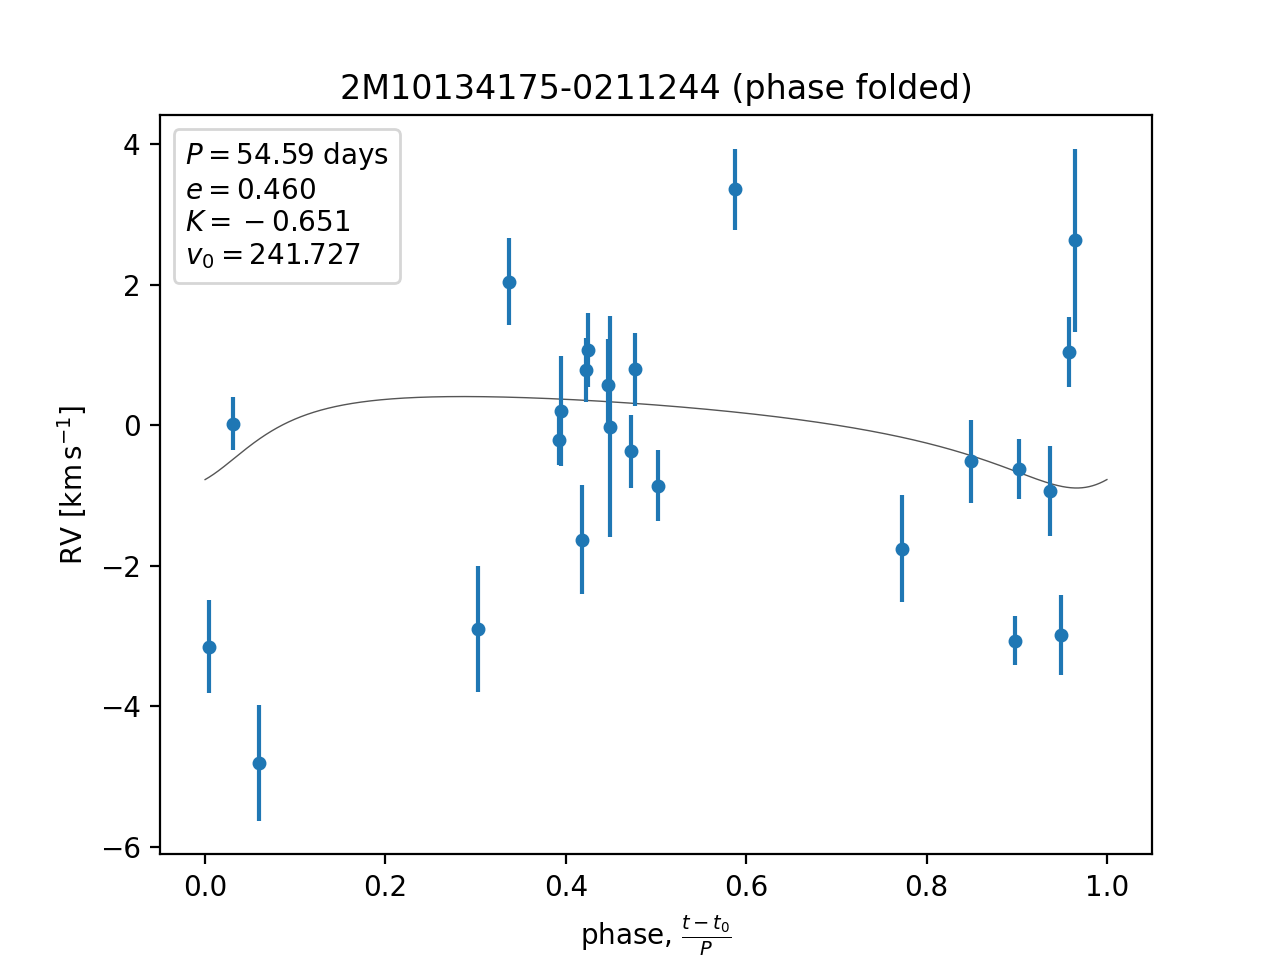 2M10134175-0211244 (phase folded)
P = 54.59 days
e = 0.460
K = −0.651
v₀ = 241.727
4
2
0
−2
−4
−6
RV [km s⁻¹]
0.0 0.2 0.4 0.6 0.8 1.0
phase, (t − t₀)/P